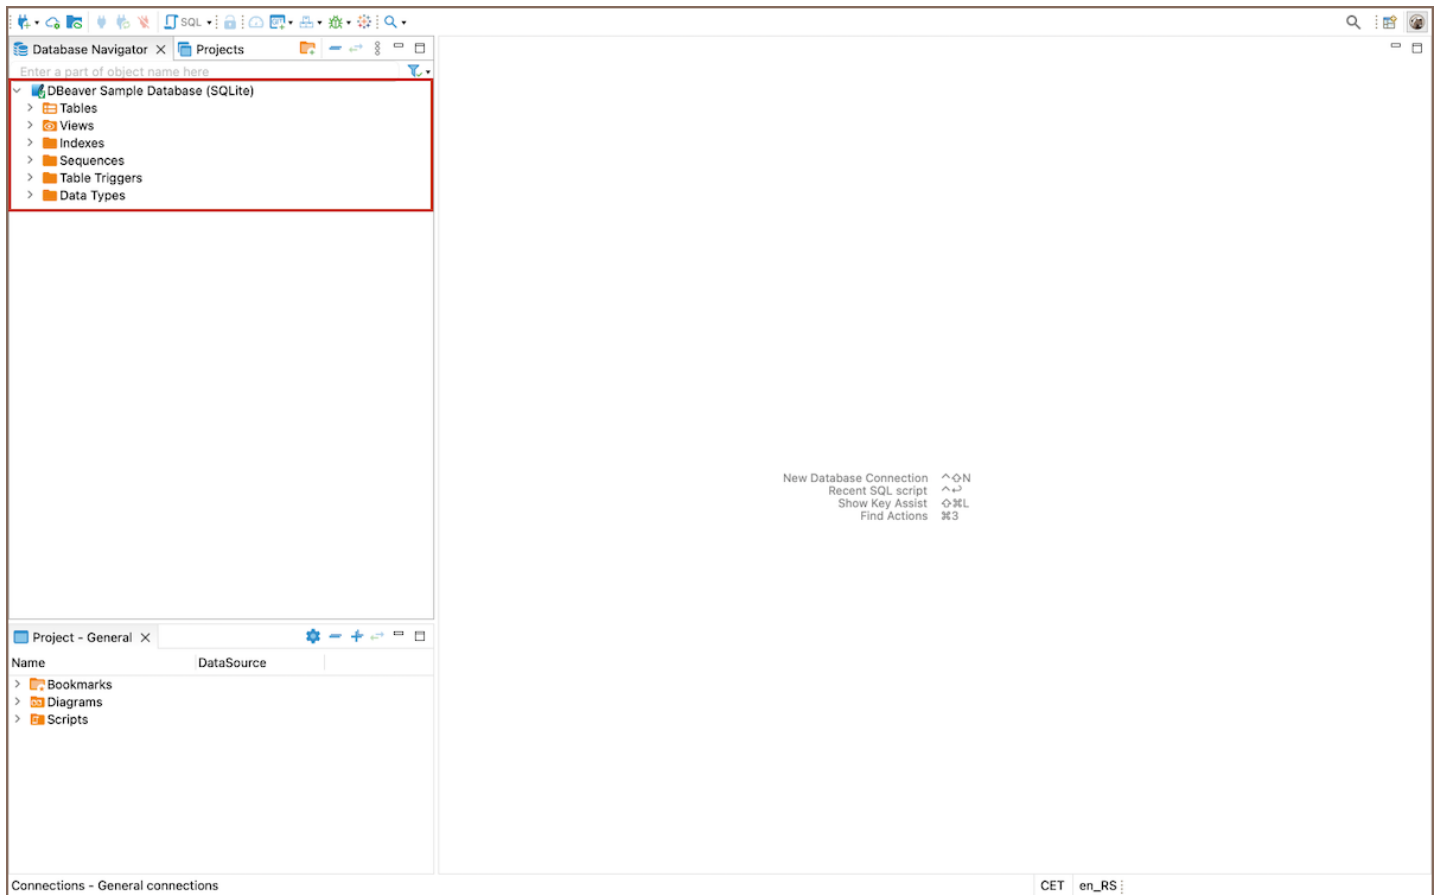 SQL
Database Navigator
Projects
Enter a part of object name here
DBeaver Sample Database (SQLite)
Tables
Views
Indexes
Sequences
Table Triggers
Data Types
New Database Connection ^⇧N
Recent SQL script ^↩
Show Key Assist ⇧⌘L
Find Actions ⌘3
Project - General
Name DataSource
Bookmarks
Diagrams
Scripts
Connections - General connections
CET en_RS